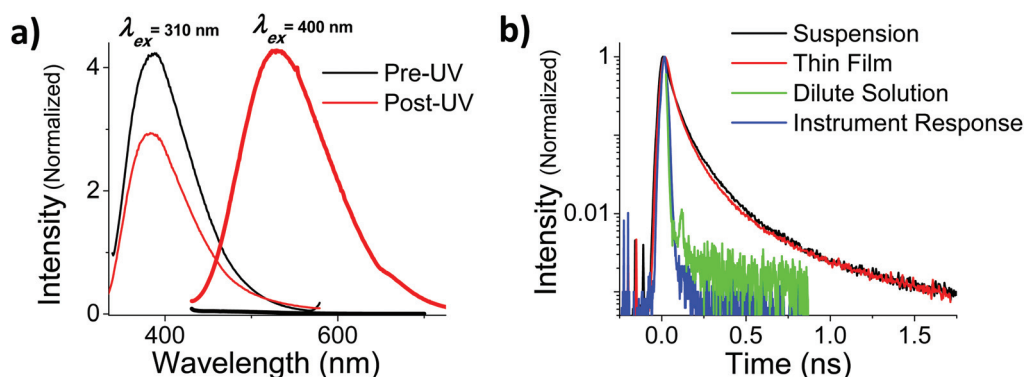 a)
λex = 310 nm
λex = 400 nm
Pre-UV
Post-UV
4
2
0
Intensity (Normalized)
400
600
Wavelength (nm)
b)
Suspension
Thin Film
Dilute Solution
Instrument Response
1
0.01
Intensity (Normalized)
0.0
0.5
1.0
1.5
Time (ns)